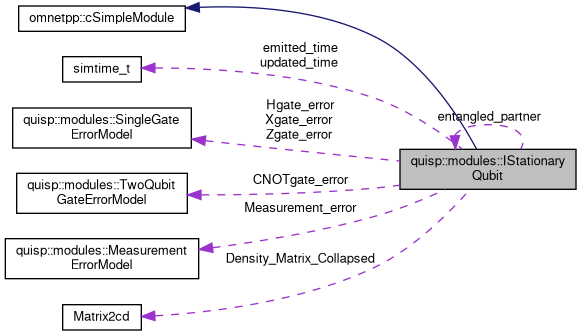 omnetpp::cSimpleModule
emitted_time
updated_time
simtime_t
Hgate_error
Xgate_error
Zgate_error
entangled_partner
quisp::modules::SingleGate
ErrorModel
quisp::modules::IStationary
Qubit
quisp::modules::TwoQubit
GateErrorModel
CNOTgate_error
Measurement_error
quisp::modules::Measurement
ErrorModel
Density_Matrix_Collapsed
Matrix2cd